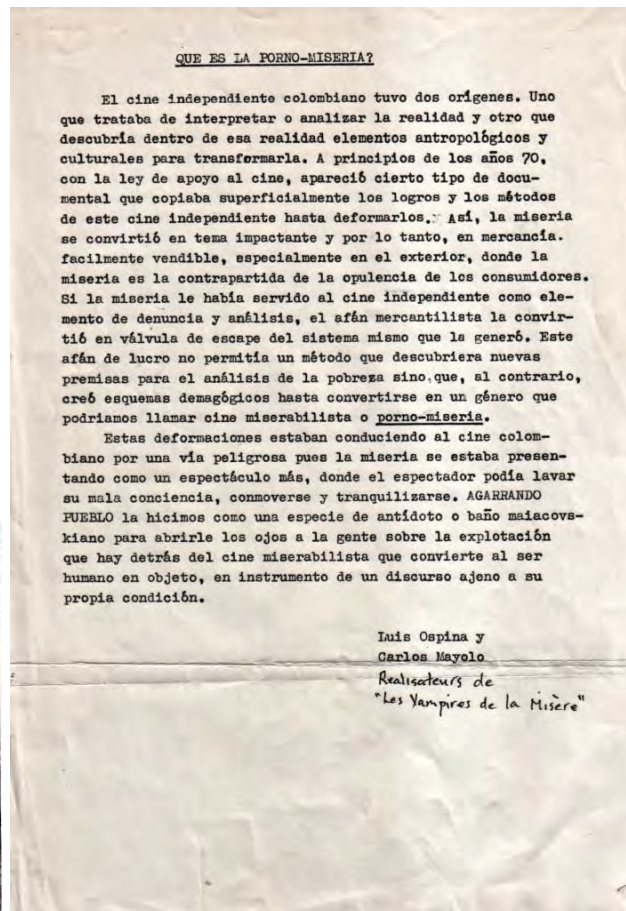 QUE ES LA PORNO-MISERIA?
El cine independiente colombiano tuvo dos orígenes. Uno
que trataba de interpretar o analizar la realidad y otro que
descubría dentro de esa realidad elementos antropológicos y
culturales para transformarla. A principios de los años 70,
con la ley de apoyo al cine, apareció cierto tipo de docu-
mental que copiaba superficialmente los logros y los métodos
de este cine independiente hasta deformarlos. Así, la miseria
se convirtió en tema impactante y por lo tanto, en mercancía.
facilmente vendible, especialmente en el exterior, donde la
miseria es la contrapartida de la opulencia de los consumidores.
Si la miseria le había servido al cine independiente como ele-
mento de denuncia y análisis, el afán mercantilista la convir-
tió en válvula de escape del sistema mismo que la generó. Este
afán de lucro no permitía un método que descubriera nuevas
premisas para el análisis de la pobreza sino que, al contrario,
creó esquemas demagógicos hasta convertirse en un género que
podriamos llamar cine miserabilista o porno-miseria.
Estas deformaciones estaban conduciendo al cine colom-
biano por una vía peligrosa pues la miseria se estaba presen-
tando como un espectáculo más, donde el espectador podía lavar
su mala conciencia, conmoverse y tranquilizarse. AGARRANDO
PUEBLO la hicimos como una especie de antídoto o baño maiacovs-
kiano para abrirle los ojos a la gente sobre la explotación
que hay detrás del cine miserabilista que convierte al ser
humano en objeto, en instrumento de un discurso ajeno a su
propia condición.
Luis Ospina y
Carlos Mayolo
Realisateurs de
"Les Vampires de la Misère"